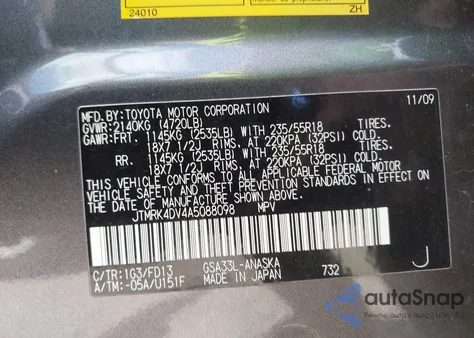 24010
ZH
MFD. BY: TOYOTA MOTOR CORPORATION 11/09
GVWR: 2140KG (4720LB)
GAWR: FRT. 1145KG (2535LB) WITH 235/55R18 TIRES.
18X7 1/2J RIMS, AT 220KPA (32PSI) COLD.
RR. 1145KG (2535LB) WITH 235/55R18 TIRES.
18X7 1/2J RIMS, AT 220KPA (32PSI) COLD.
THIS VEHICLE CONFORMS TO ALL APPLICABLE FEDERAL MOTOR
VEHICLE SAFETY AND
IN EFFECT ON THE DATE OF MANUFACTURE SHOWN ABOVE.
JTMRK4DV4A5088098 MPV
C/TR: 1G3/FD13 GSA33L-ANASKA J
A/TM: -05A/U151F MADE IN JAPAN 732
autoSnap